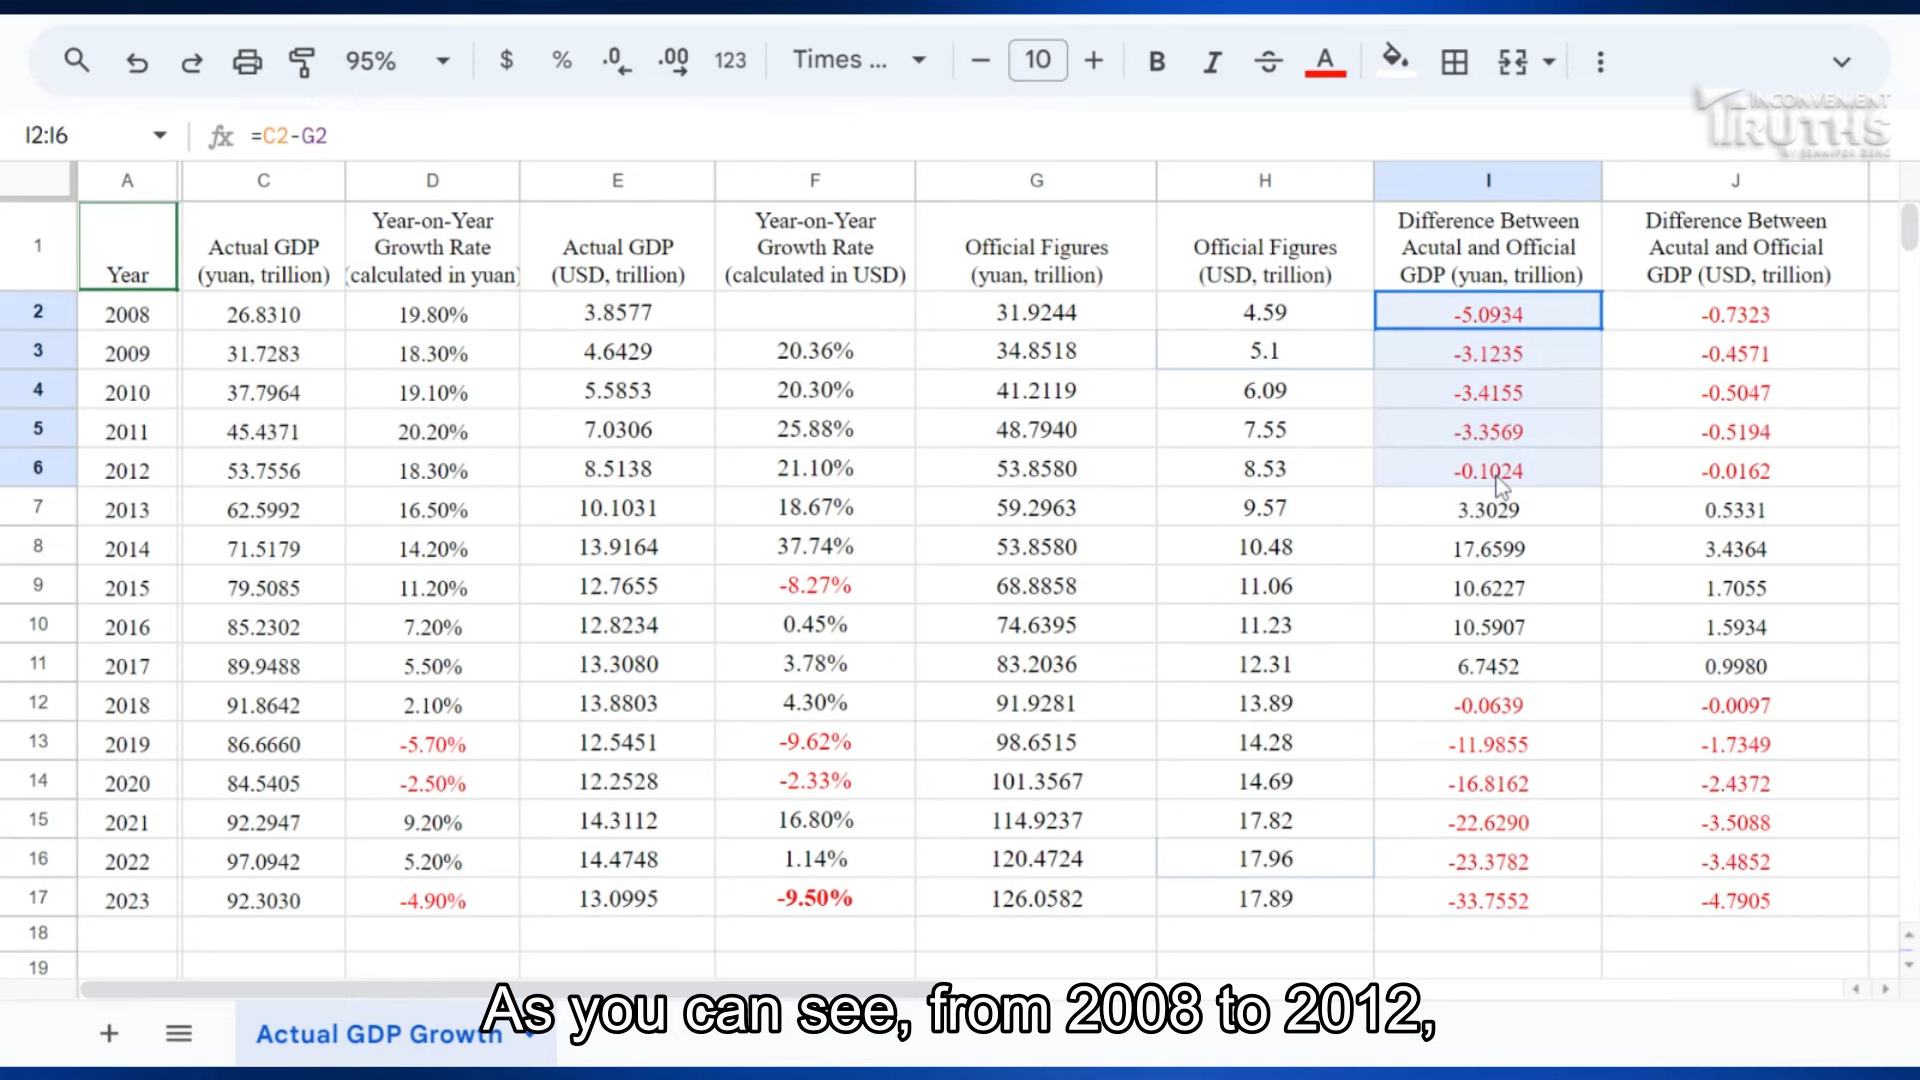 95% $ % .0 .00 123 Times ... 10 B I A
INCONVENIENT
TRUTHS
BY JENNIFER ZENG
I2:I6 fx =C2-G2
A C D E F G H I J
1 Year Actual GDP (yuan, trillion) Year-on-Year Growth Rate (calculated in yuan) Actual GDP (USD, trillion) Year-on-Year Growth Rate (calculated in USD) Official Figures (yuan, trillion) Official Figures (USD, trillion) Difference Between Acutal and Official GDP (yuan, trillion) Difference Between Acutal and Official GDP (USD, trillion)
2 2008 26.8310 19.80% 3.8577 31.9244 4.59 -5.0934 -0.7323
3 2009 31.7283 18.30% 4.6429 20.36% 34.8518 5.1 -3.1235 -0.4571
4 2010 37.7964 19.10% 5.5853 20.30% 41.2119 6.09 -3.4155 -0.5047
5 2011 45.4371 20.20% 7.0306 25.88% 48.7940 7.55 -3.3569 -0.5194
6 2012 53.7556 18.30% 8.5138 21.10% 53.8580 8.53 -0.1024 -0.0162
7 2013 62.5992 16.50% 10.1031 18.67% 59.2963 9.57 3.3029 0.5331
8 2014 71.5179 14.20% 13.9164 37.74% 53.8580 10.48 17.6599 3.4364
9 2015 79.5085 11.20% 12.7655 -8.27% 68.8858 11.06 10.6227 1.7055
10 2016 85.2302 7.20% 12.8234 0.45% 74.6395 11.23 10.5907 1.5934
11 2017 89.9488 5.50% 13.3080 3.78% 83.2036 12.31 6.7452 0.9980
12 2018 91.8642 2.10% 13.8803 4.30% 91.9281 13.89 -0.0639 -0.0097
13 2019 86.6660 -5.70% 12.5451 -9.62% 98.6515 14.28 -11.9855 -1.7349
14 2020 84.5405 -2.50% 12.2528 -2.33% 101.3567 14.69 -16.8162 -2.4372
15 2021 92.2947 9.20% 14.3112 16.80% 114.9237 17.82 -22.6290 -3.5088
16 2022 97.0942 5.20% 14.4748 1.14% 120.4724 17.96 -23.3782 -3.4852
17 2023 92.3030 -4.90% 13.0995 -9.50% 126.0582 17.89 -33.7552 -4.7905
18
19
As you can see, from 2008 to 2012,
Actual GDP Growth